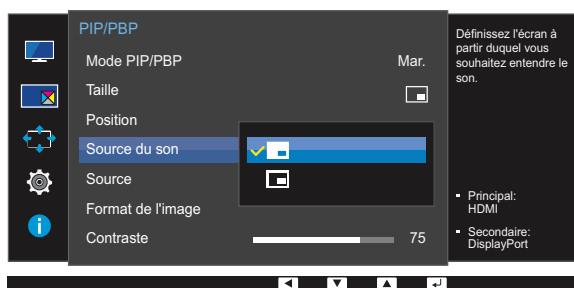 PIP/PBP
Mode PIP/PBP Mar.
Taille
Position
Source du son
Source
Format de l'image
Contraste 75
Définissez l'écran à
partir duquel vous
souhaitez entendre le
son.
Principal:
HDMI
Secondaire:
DisplayPort